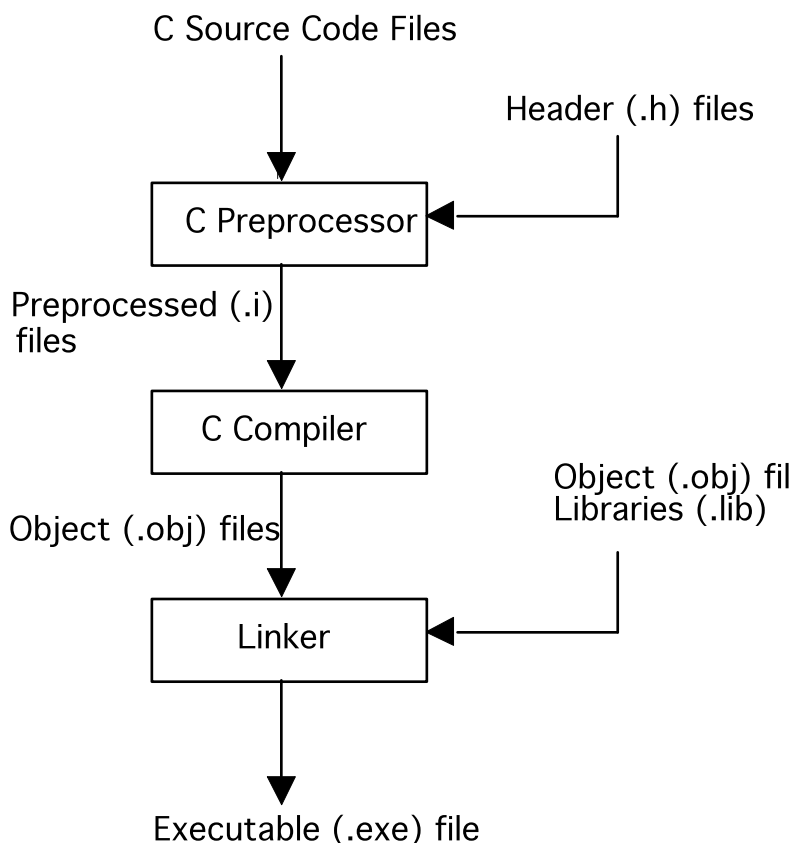 C Source Code Files
Header (.h) files
C Preprocessor
Preprocessed (.i)
files
C Compiler
Object (.obj) fil
Libraries (.lib)
Object (.obj) files
Linker
Executable (.exe) file